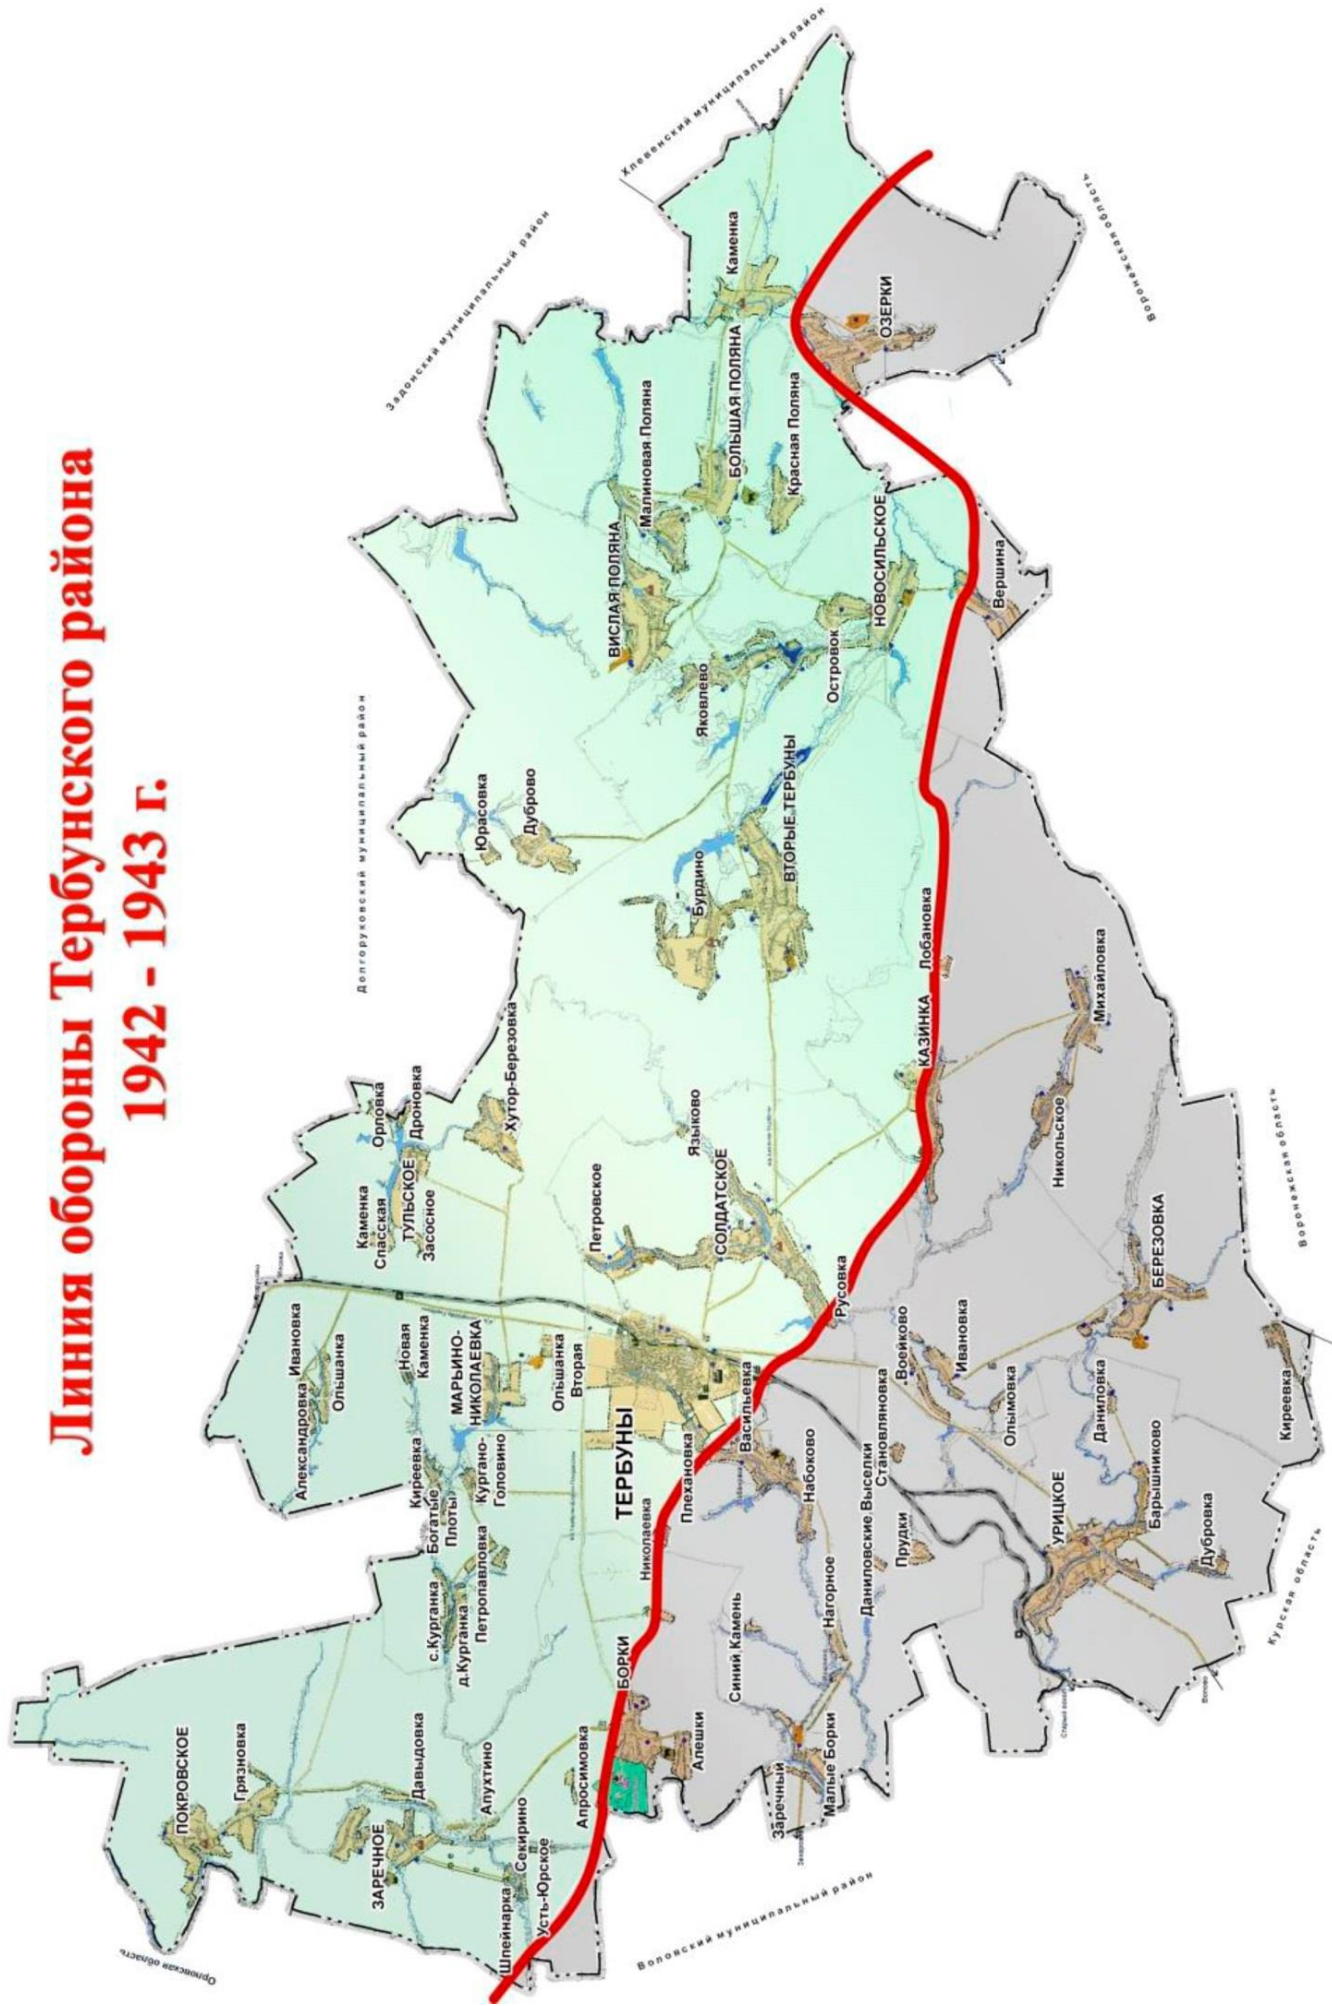 Линия обороны Тербунского района
1942 - 1943 г.
Хлевенский муниципальный район
Задонский муниципальный район
Долгоруковский муниципальный район
Воронежская область
Воронежская область
Курская область
Воловский муниципальный район
Орловская область
ПОКРОВСКОЕ
Грязновка
ЗАРЕЧНОЕ
Давыдовка
Апухтино
Шпейнарка
Секирино
Усть-Юрское
Апросимовка
БОРКИ
Алешки
Заречный
Малые Борки
Синий Камень
Нагорное
с.Курганка
д.Курганка
Петропавловка
Богатые
Плоты
Киреевка
Кургано-
Головино
Александровка
Ивановка
Ольшанка
Новая
Каменка
МАРЬИНО-
НИКОЛАЕВКА
Ольшанка
Вторая
ТЕРБУНЫ
Николаевка
Плехановка
Васильевка
Набоково
Даниловские Выселки
Становляновка
Прудки
УРИЦКОЕ
Барышниково
Дубровка
Даниловка
Олымовка
Ивановка
Воейково
Киреевка
БЕРЕЗОВКА
Никольское
Михайловка
Русовка
Каменка
Спасская
Орловка
Дроновка
ТУЛЬСКОЕ
Засосное
Хутор-Березовка
Петровское
СОЛДАТСКОЕ
Языково
КАЗИНКА
Лобановка
Юрасовка
Дуброво
Бурдино
ВТОРЫЕ ТЕРБУНЫ
Яковлево
ВИСЛАЯ ПОЛЯНА
Малиновая Поляна
Островок
НОВОСИЛЬСКОЕ
Вершина
БОЛЬШАЯ ПОЛЯНА
Красная Поляна
Каменка
ОЗЕРКИ